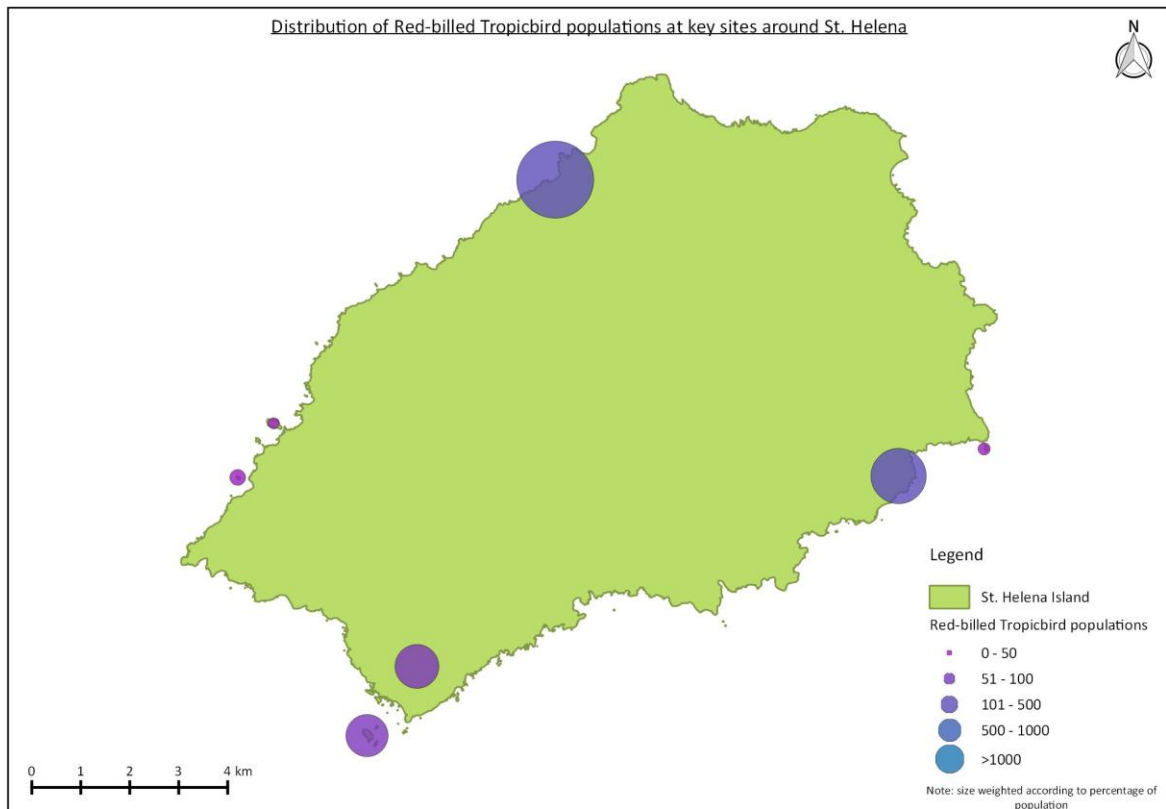 Distribution of Red-billed Tropicbird populations at key sites around St. Helena
N
Legend
St. Helena Island
Red-billed Tropicbird populations
0 - 50
51 - 100
101 - 500
500 - 1000
>1000
Note: size weighted according to percentage of
population
0 1 2 3 4 km